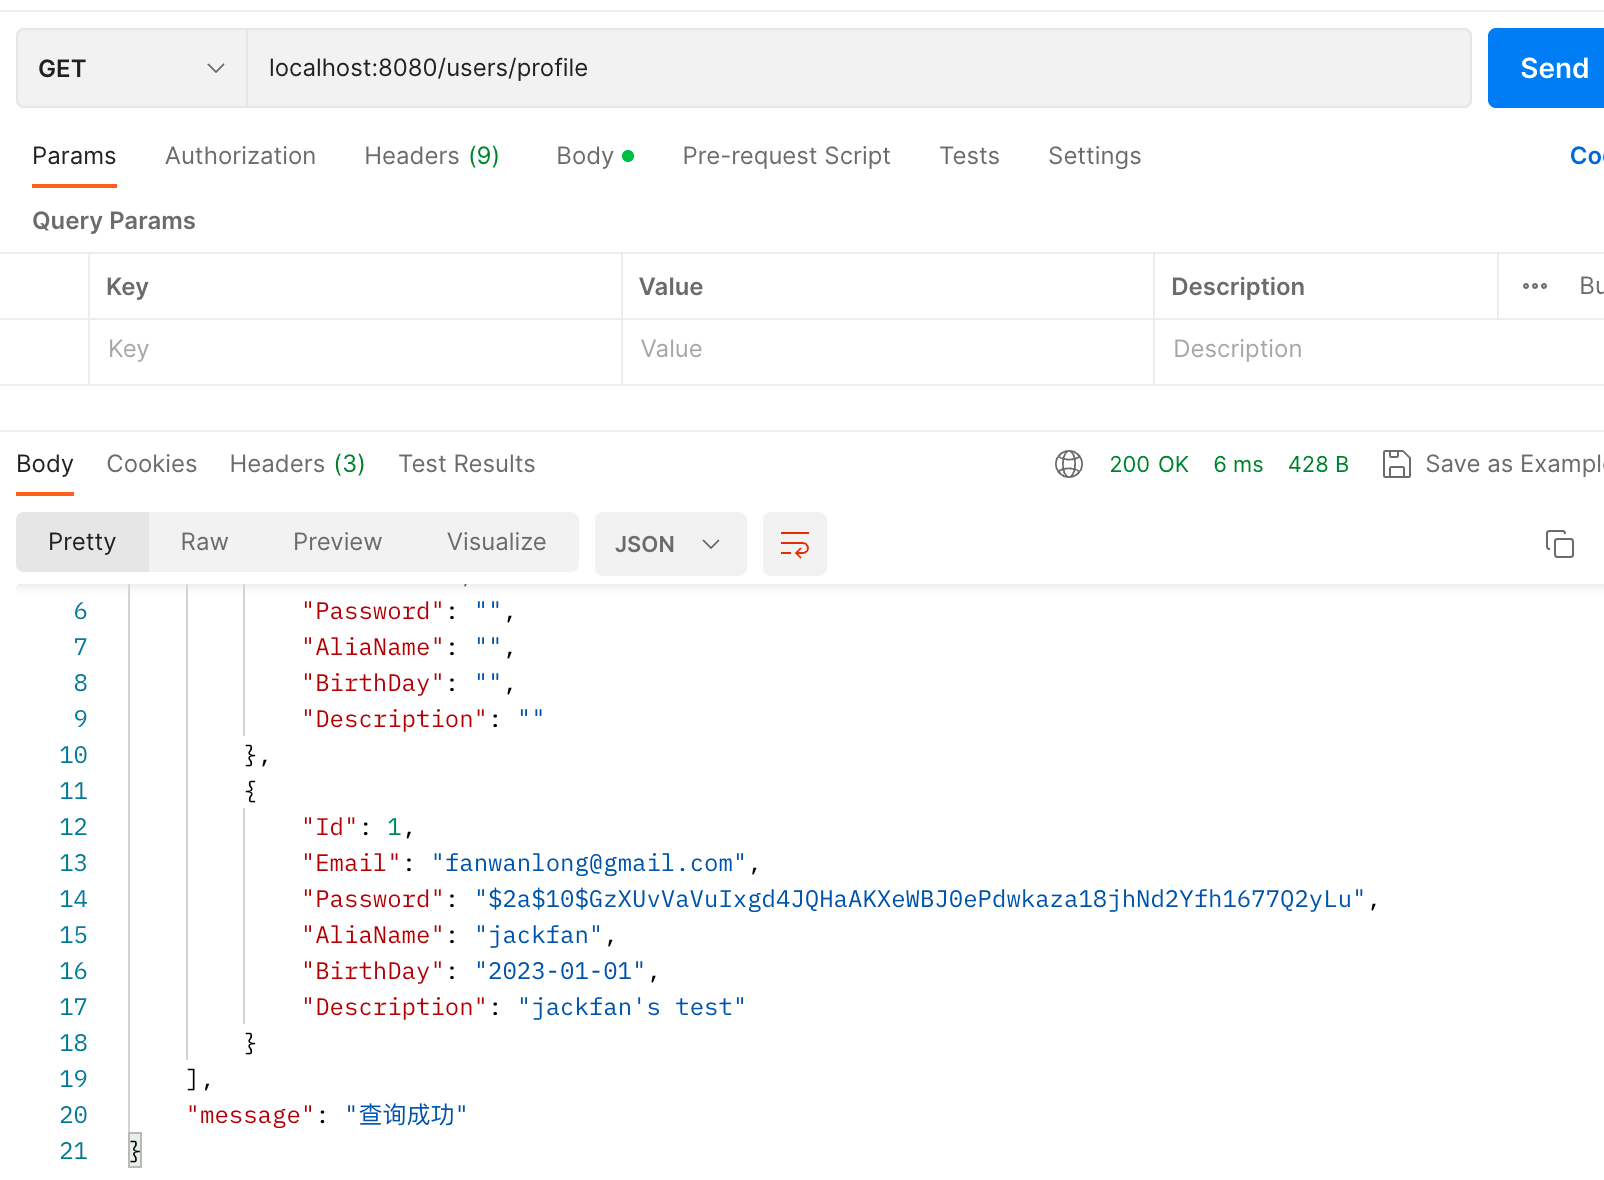 GET localhost:8080/users/profile Send
Params Authorization Headers (9) Body Pre-request Script Tests Settings
Query Params
Key Value Description
Key Value Description
Body Cookies Headers (3) Test Results 200 OK 6 ms 428 B Save as
Pretty Raw Preview Visualize JSON
6 "Password": "",
7 "AliaName": "",
8 "BirthDay": "",
9 "Description": ""
10 },
11 {
12 "Id": 1,
13 "Email": "fanwanlong@gmail.com",
14 "Password": "$2a$10$GzXUvVaVuIxgd4JQHaAKXeWBJ0ePdwkaza18jhNd2Yfh1677Q2yLu",
15 "AliaName": "jackfan",
16 "BirthDay": "2023-01-01",
17 "Description": "jackfan's test"
18 }
19 ],
20 "message": "查询成功"
21 }